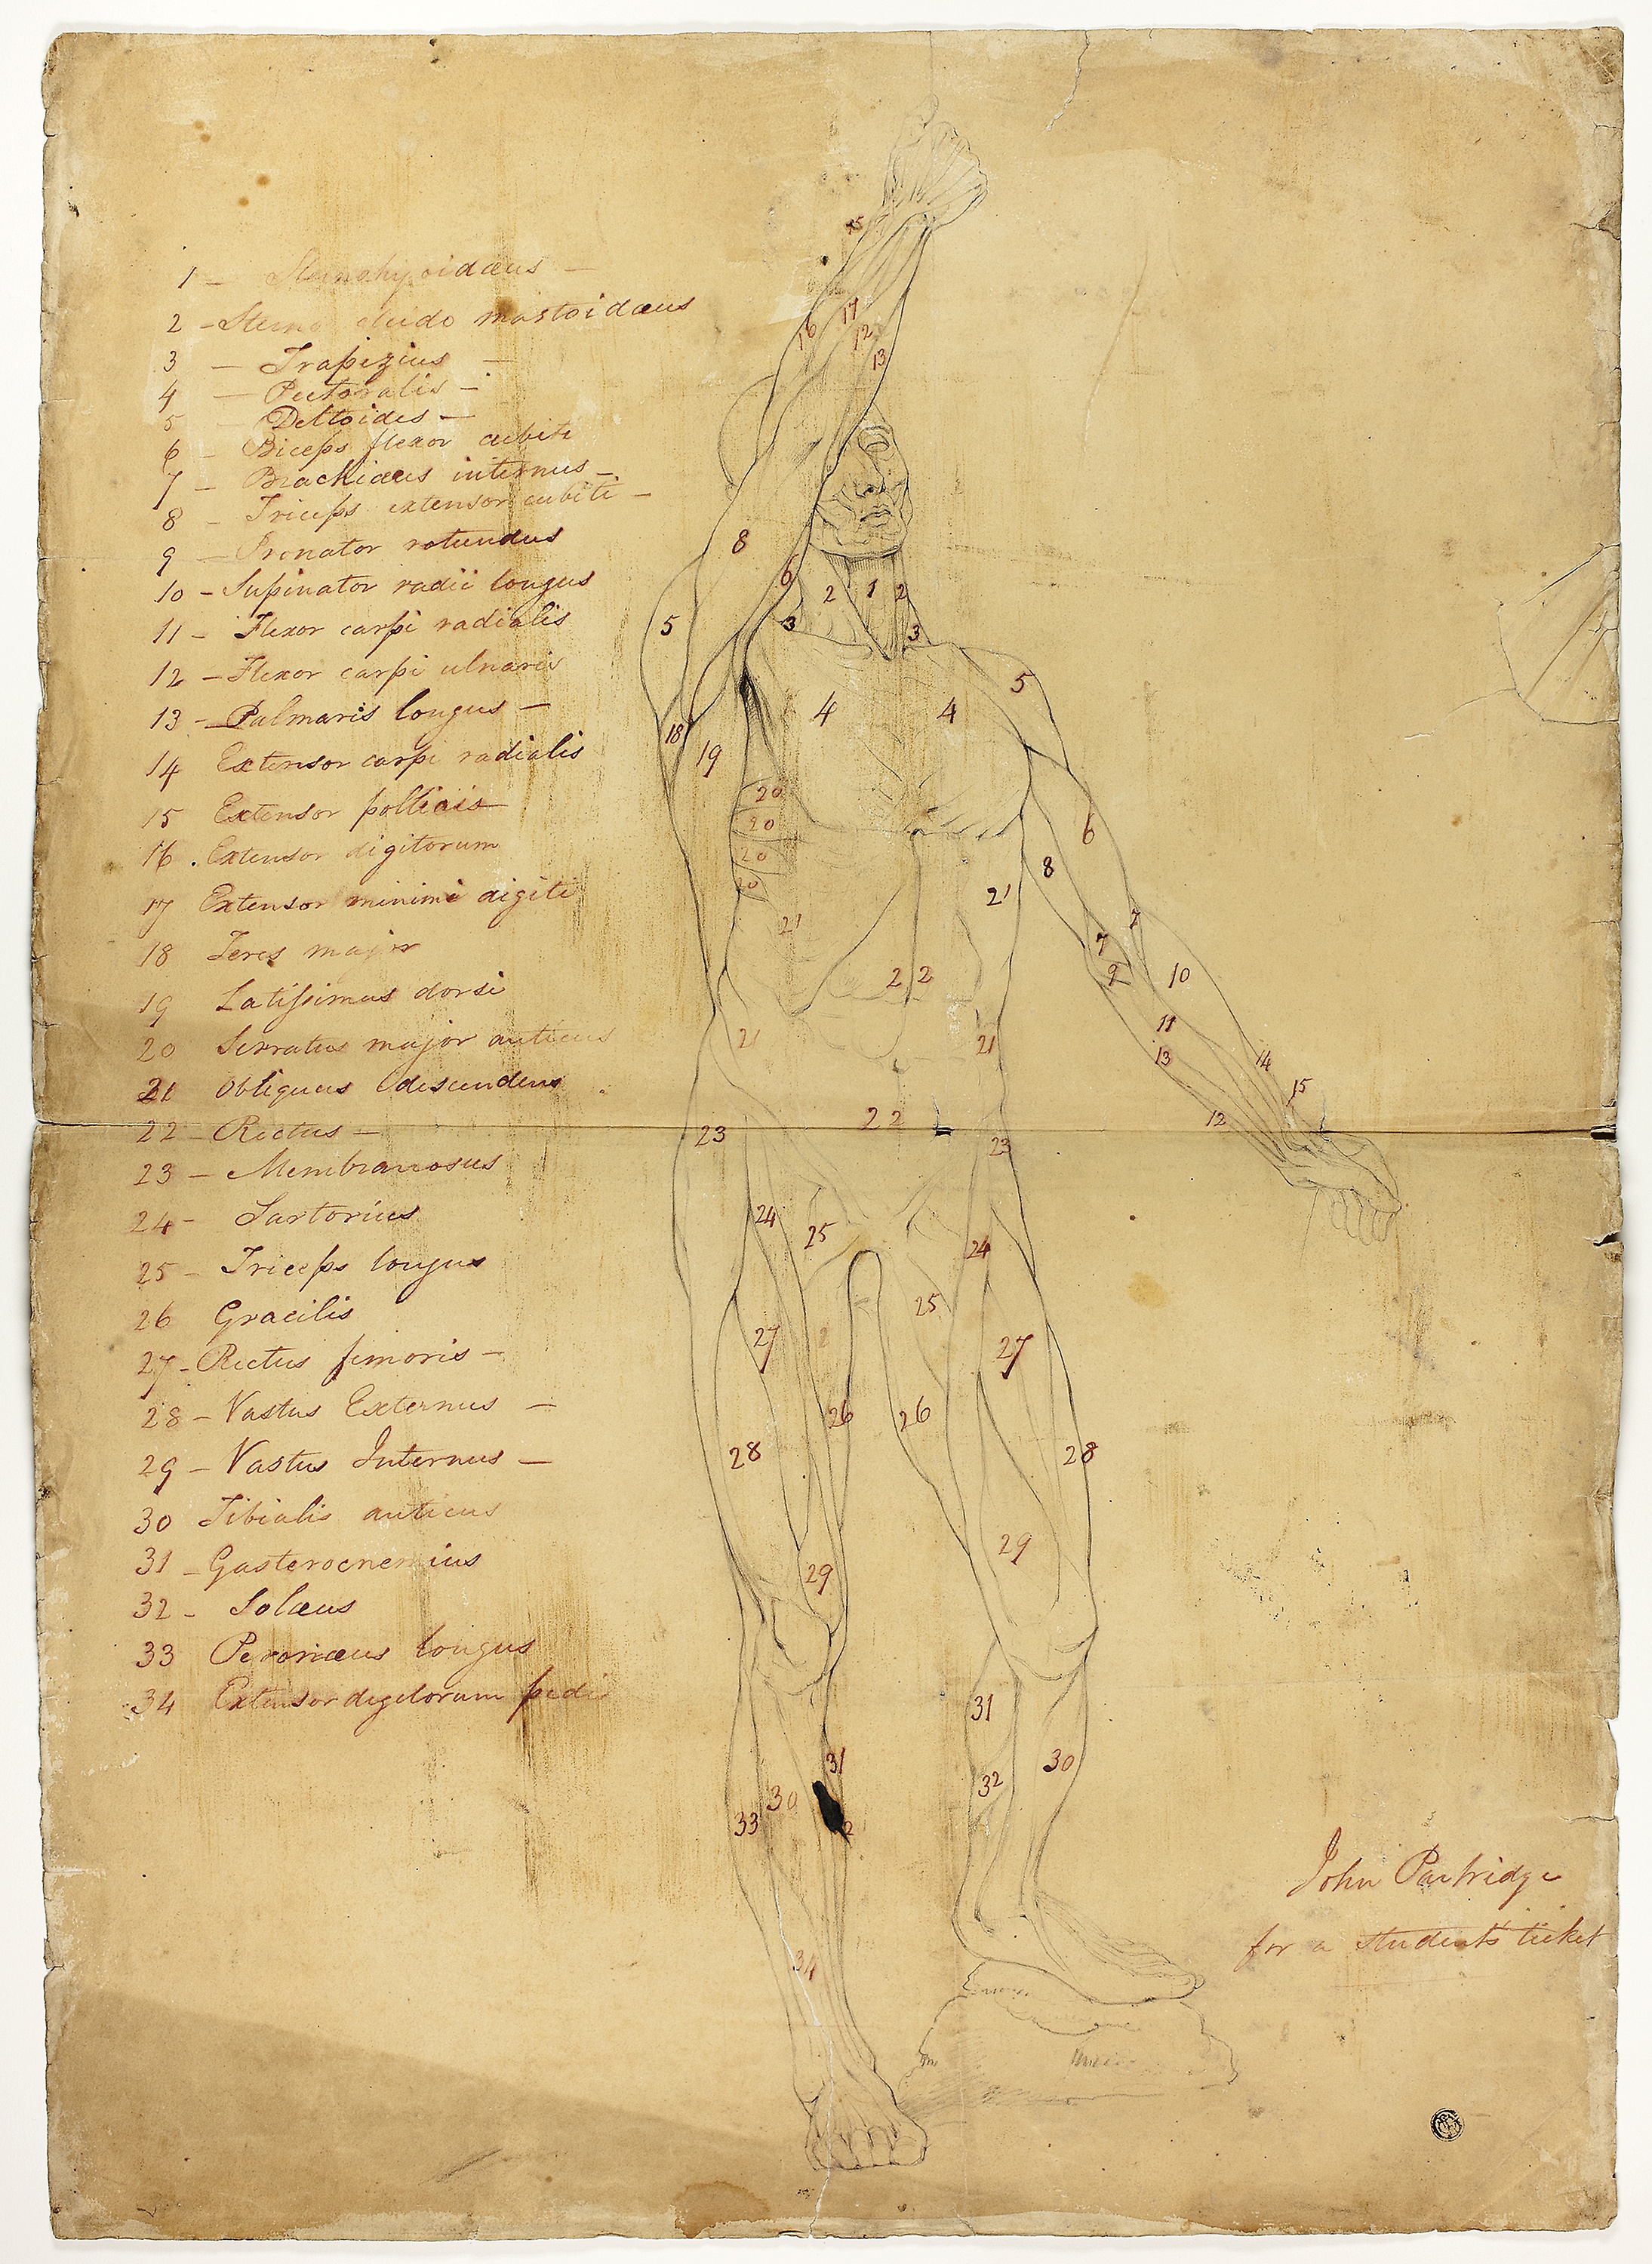 1 - Sternohyoidæus -
2 - Sterno cleido mastoidæus
3 - Trapizius -
4 - Pectoralis -
5 Deltoides -
6 - Biceps flexor cubiti
7 - Brachiæus internus -
8 - Triceps extensor cubiti -
9 - Pronator rotundus
10 - Supinator radii longus
11 - Flexor carpi radialis
12 - Flexor carpi ulnaris
13 - Palmaris longus -
14 Extensor carpi radialis
15 Extensor pollicis
16 . Extensor digitorum
17 Extensor minimi digiti
18 Teres major
19 Latissimus dorsi
20 Serratus major anticus
21 Obliquus descendens
22 - Rectus -
23 - Membranosus
24 - Sartorius
25 - Triceps longus
26 Gracilis
27 - Rectus femoris -
28 - Vastus Externus -
29 - Vastus Internus -
30 Tibialis anticus
31 - Gasterocnemius
32 - Solæus
33 Peronæus longus
34 Extensor digitorum pedis
15
16 17 12 13
8
6 2 1 2
5 3 3
5
4 4
18 19
20
20
20
20
6
8
21 21
7
7
9 10
22
11
21 21
13 14
15
22 12
23 23
24 25 24
25
27 2 27
26 26
28 28
29
29
31
31 30
32
30
33 2
34
John Partridge
for a students ticket